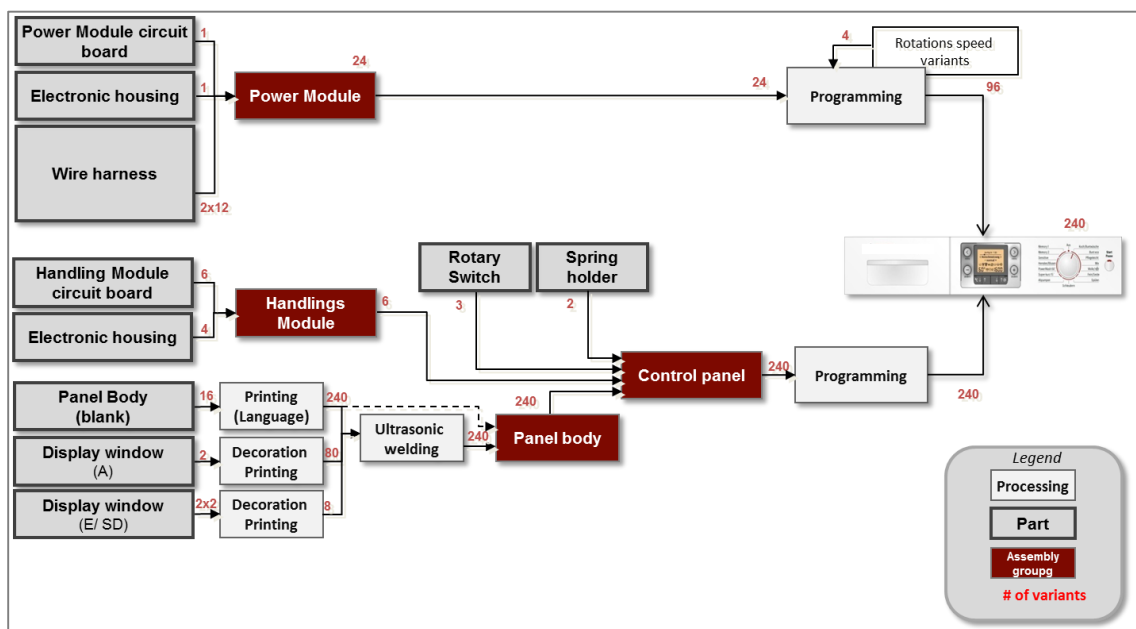 Power Module circuit
board
1
Electronic housing
1
Wire harness
2x12
24
Power Module
24
4
Rotations speed
variants
Programming
96
240
Handling Module
circuit board
6
Electronic housing
4
Handlings
Module
6
Rotary
Switch
3
Spring
holder
2
Control panel
240
Programming
240
Panel Body
(blank)
16
Printing
(Language)
240
Display window
(A)
2
Decoration
Printing
80
Display window
(E/ SD)
2x2
Decoration
Printing
8
Ultrasonic
welding
240
240
Panel body
Legend
Processing
Part
Assembly
groupg
# of variants